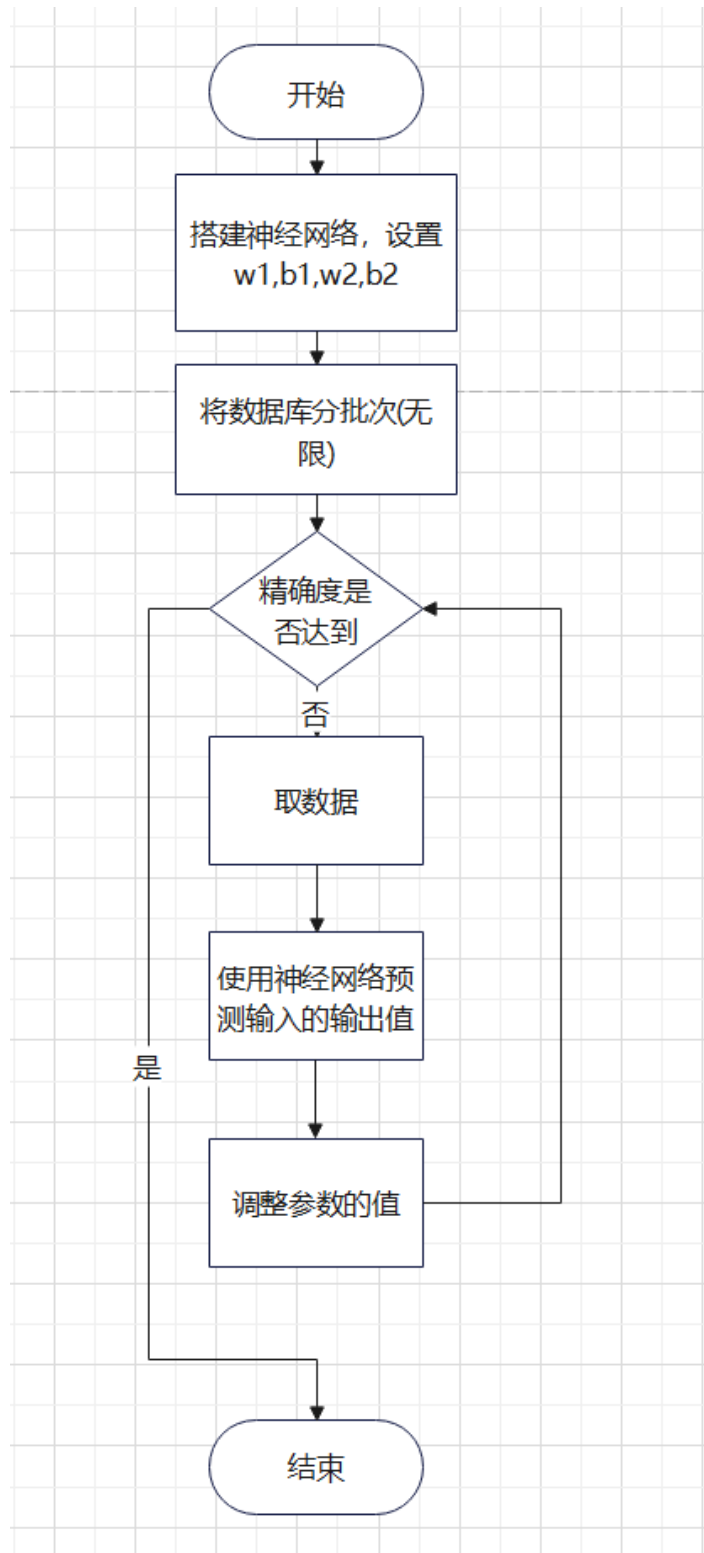 开始
搭建神经网络，设置
w1,b1,w2,b2
将数据库分批次(无
限)
精确度是
否达到
否
取数据
使用神经网络预
测输入的输出值
是
调整参数的值
结束